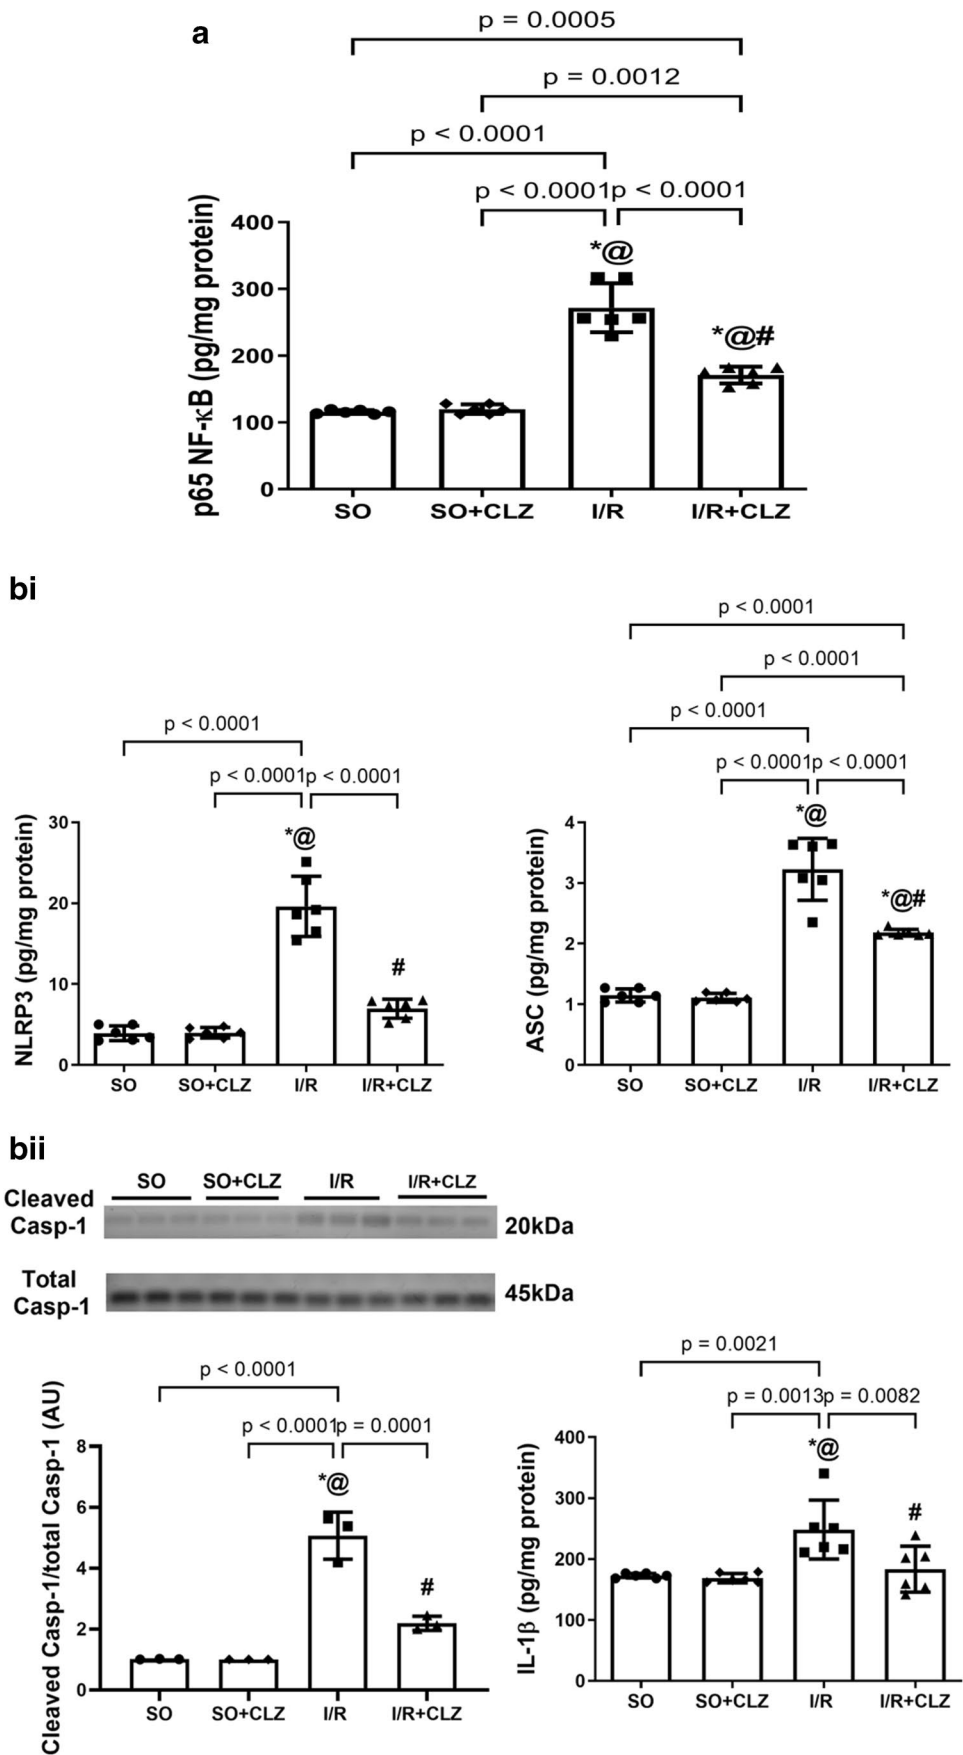 a
p = 0.0005
p = 0.0012
p < 0.0001
p < 0.0001 p < 0.0001
p65 NF-κB (pg/mg protein)
400
300
200
100
0
*@
*@#
SO SO+CLZ I/R I/R+CLZ
bi
p < 0.0001
p < 0.0001 p < 0.0001
NLRP3 (pg/mg protein)
30
20
10
0
*@
#
SO SO+CLZ I/R I/R+CLZ
p < 0.0001
p < 0.0001
p < 0.0001
p < 0.0001 p < 0.0001
ASC (pg/mg protein)
4
3
2
1
0
*@
*@#
SO SO+CLZ I/R I/R+CLZ
bii
SO SO+CLZ I/R I/R+CLZ
Cleaved
Casp-1
20kDa
Total
Casp-1
45kDa
p < 0.0001
p < 0.0001 p = 0.0001
Cleaved Casp-1/total Casp-1 (AU)
8
6
4
2
0
*@
#
SO SO+CLZ I/R I/R+CLZ
p = 0.0021
p = 0.0013 p = 0.0082
IL-1β (pg/mg protein)
400
300
200
100
0
*@
#
SO SO+CLZ I/R I/R+CLZ